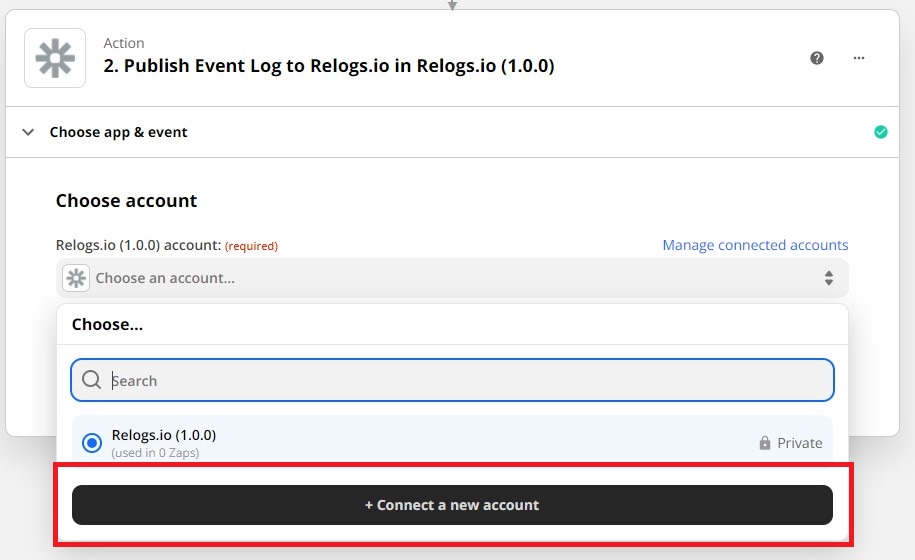 Action
2. Publish Event Log to Relogs.io in Relogs.io (1.0.0)
Choose app & event
Choose account
Relogs.io (1.0.0) account: (required) Manage connected accounts
Choose an account...
Choose...
Search
Relogs.io (1.0.0)
(used in 0 Zaps)
Private
+ Connect a new account